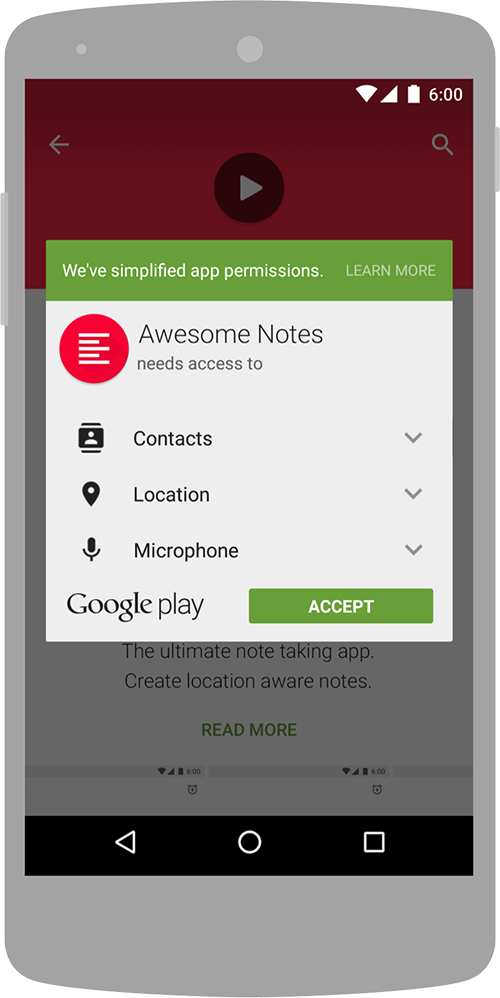 6:00
We've simplified app permissions. LEARN MORE
Awesome Notes
needs access to
Contacts
Location
Microphone
Google play ACCEPT
The ultimate note taking app.
Create location aware notes.
READ MORE
6:00 6:00